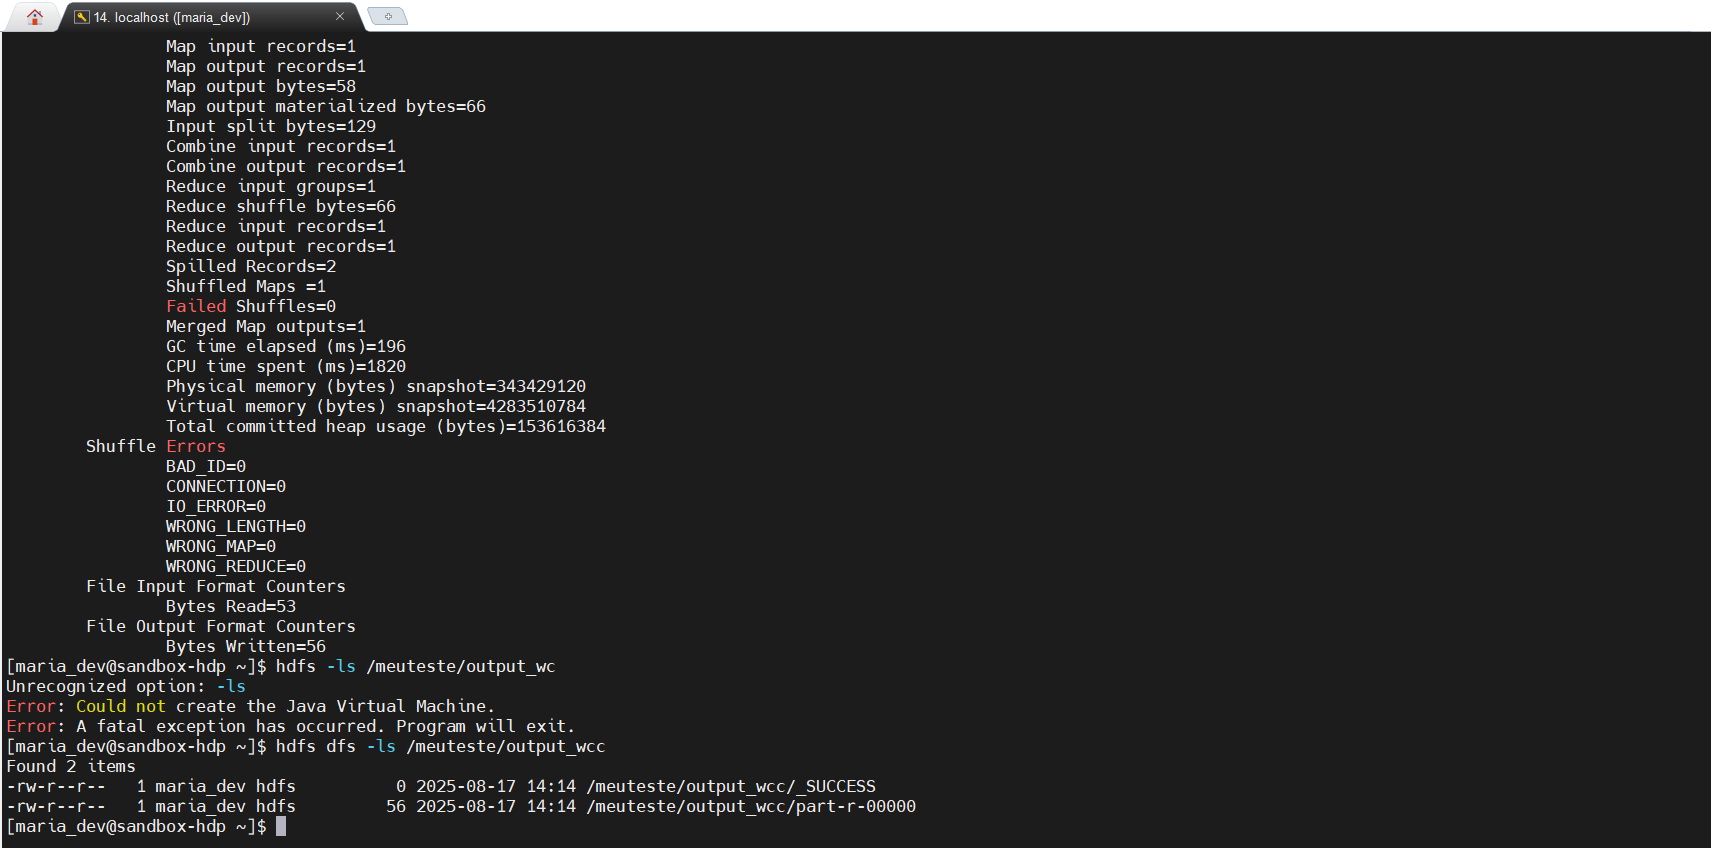 14. localhost ([maria_dev])
Map input records=1
Map output records=1
Map output bytes=58
Map output materialized bytes=66
Input split bytes=129
Combine input records=1
Combine output records=1
Reduce input groups=1
Reduce shuffle bytes=66
Reduce input records=1
Reduce output records=1
Spilled Records=2
Shuffled Maps =1
Failed Shuffles=0
Merged Map outputs=1
GC time elapsed (ms)=196
CPU time spent (ms)=1820
Physical memory (bytes) snapshot=343429120
Virtual memory (bytes) snapshot=4283510784
Total committed heap usage (bytes)=153616384
Shuffle Errors
BAD_ID=0
CONNECTION=0
IO_ERROR=0
WRONG_LENGTH=0
WRONG_MAP=0
WRONG_REDUCE=0
File Input Format Counters
Bytes Read=53
File Output Format Counters
Bytes Written=56
[maria_dev@sandbox-hdp ~]$ hdfs -ls /meuteste/output_wc
Unrecognized option: -ls
Error: Could not create the Java Virtual Machine.
Error: A fatal exception has occurred. Program will exit.
[maria_dev@sandbox-hdp ~]$ hdfs dfs -ls /meuteste/output_wcc
Found 2 items
-rw-r--r--   1 maria_dev hdfs          0 2025-08-17 14:14 /meuteste/output_wcc/_SUCCESS
-rw-r--r--   1 maria_dev hdfs         56 2025-08-17 14:14 /meuteste/output_wcc/part-r-00000
[maria_dev@sandbox-hdp ~]$